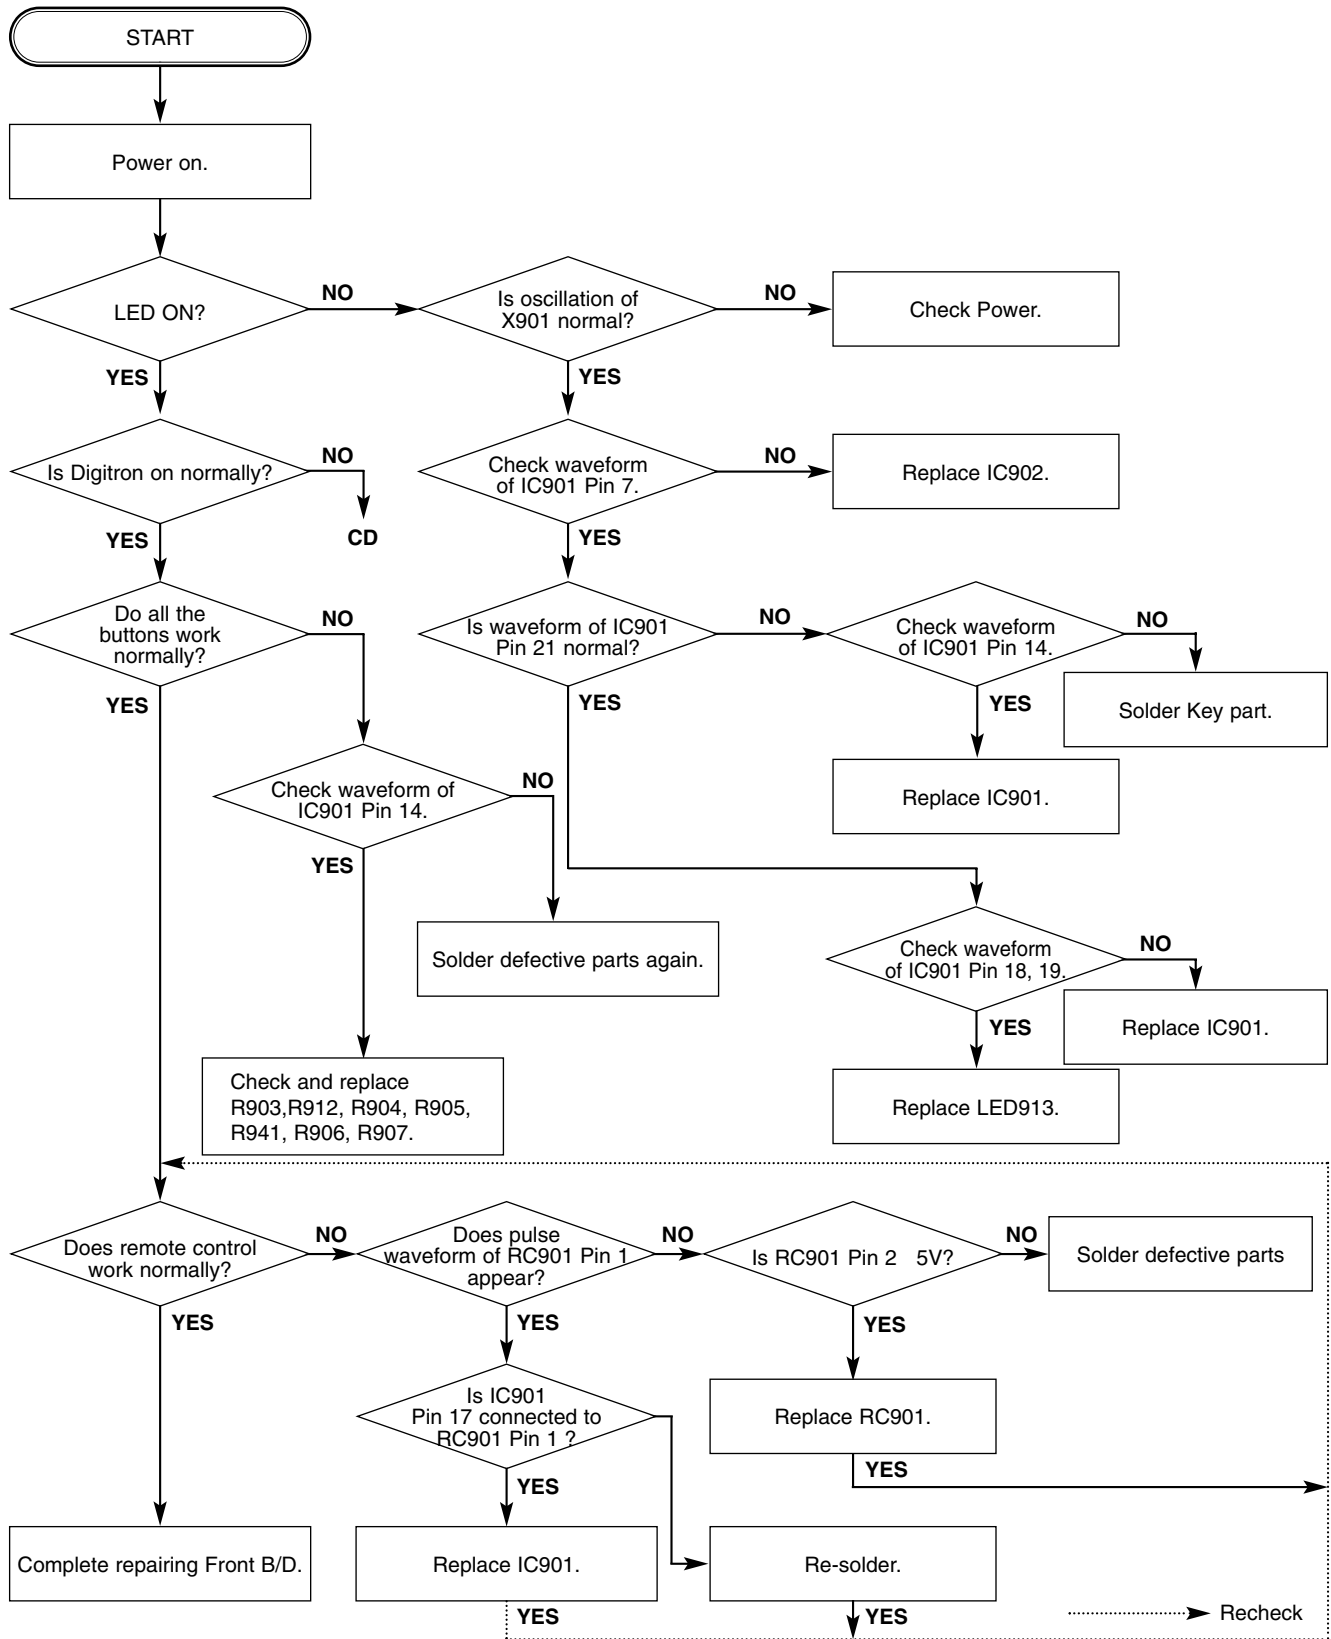 START
Power on.
LED ON?
NO
Is oscillation of
X901 normal?
NO
Check Power.
YES
YES
Is Digitron on normally?
NO
CD
Check waveform
of IC901 Pin 7.
NO
Replace IC902.
YES
YES
Do all the
buttons work
normally?
NO
Is waveform of IC901
Pin 21 normal?
NO
Check waveform
of IC901 Pin 14.
NO
Solder Key part.
YES
YES
YES
Replace IC901.
Check waveform of
IC901 Pin 14.
NO
YES
Solder defective parts again.
Check waveform
of IC901 Pin 18, 19.
NO
Replace IC901.
YES
Replace LED913.
Check and replace
R903,R912, R904, R905,
R941, R906, R907.
Does remote control
work normally?
NO
Does pulse
waveform of RC901 Pin 1
appear?
NO
Is RC901 Pin 2 5V?
NO
Solder defective parts
YES
YES
YES
Is IC901
Pin 17 connected to
RC901 Pin 1 ?
Replace RC901.
YES
YES
Complete repairing Front B/D.
Replace IC901.
Re-solder.
YES
YES
Recheck